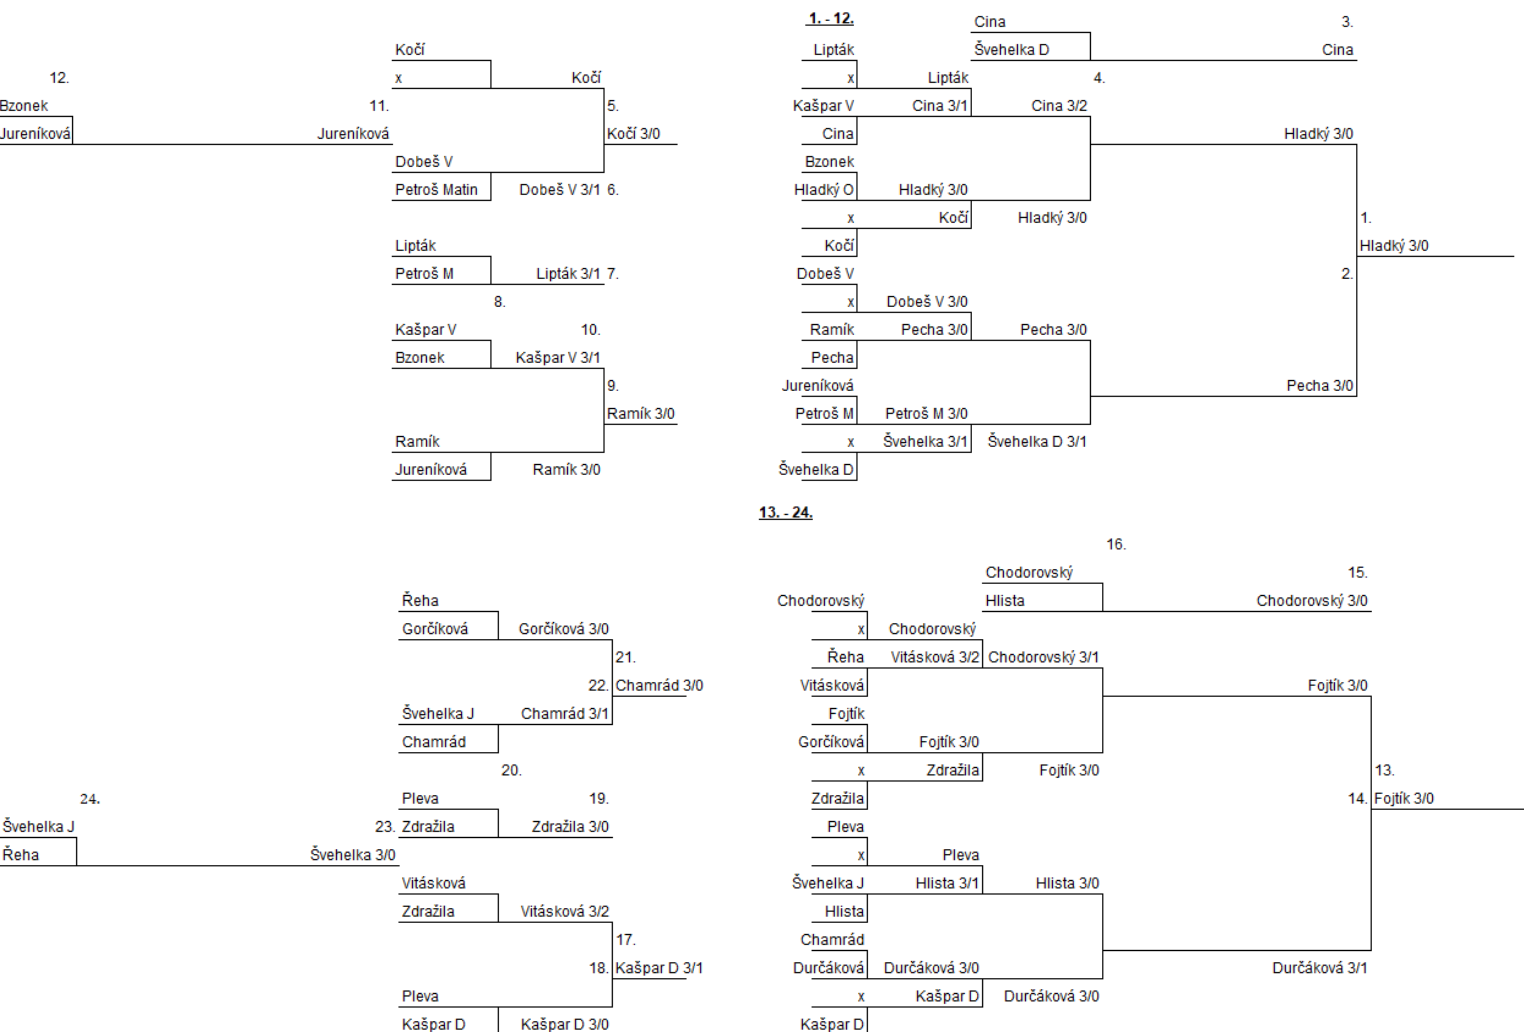 1. - 12.
Cina
3.
Kočí
Lipták
Švehelka D
Cina
12.
x
Kočí
x
Lipták
4.
Bzonek
11.
5.
Kašpar V
Cina 3/1
Cina 3/2
Jureníková
Jureníková
Kočí 3/0
Cina
Hladký 3/0
Dobeš V
Bzonek
Petroš Matin
Dobeš V 3/1
6.
Hladký O
Hladký 3/0
x
Kočí
Hladký 3/0
1.
Lipták
Kočí
Hladký 3/0
Petroš M
Lipták 3/1
7.
Dobeš V
2.
8.
x
Dobeš V 3/0
Kašpar V
10.
Ramík
Pecha 3/0
Pecha 3/0
Bzonek
Kašpar V 3/1
Pecha
9.
Jureníková
Pecha 3/0
Ramík 3/0
Petroš M
Petroš M 3/0
Ramík
x
Švehelka 3/1
Švehelka D 3/1
Jureníková
Ramík 3/0
Švehelka D
13. - 24.
16.
Chodorovský
15.
Řeha
Chodorovský
Hlista
Chodorovský 3/0
Gorčíková
Gorčíková 3/0
x
Chodorovský
21.
Řeha
Vitásková 3/2
Chodorovský 3/1
22.
Chamrád 3/0
Vitásková
Fojtík 3/0
Švehelka J
Chamrád 3/1
Fojtík
Chamrád
Gorčíková
Fojtík 3/0
20.
x
Zdražila
Fojtík 3/0
13.
24.
Pleva
19.
Zdražila
14.
Fojtík 3/0
Švehelka J
23.
Zdražila
Zdražila 3/0
Pleva
Řeha
Švehelka 3/0
x
Pleva
Vitásková
Švehelka J
Hlista 3/1
Hlista 3/0
Zdražila
Vitásková 3/2
Hlista
17.
Chamrád
18.
Kašpar D 3/1
Durčáková
Durčáková 3/0
Durčáková 3/1
Pleva
x
Kašpar D
Durčáková 3/0
Kašpar D
Kašpar D 3/0
Kašpar D